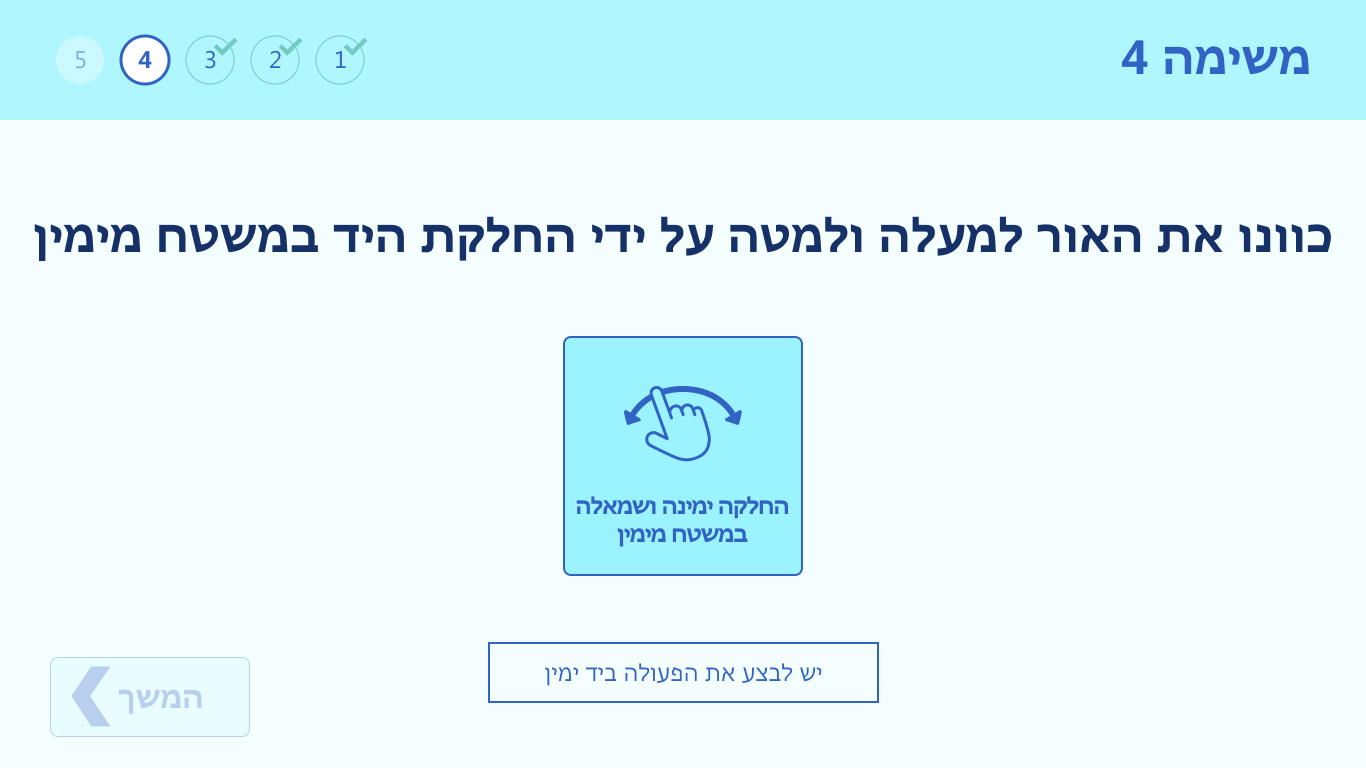 משימה 4
1 2 3 4 5
כוונו את האור למעלה ולמטה על ידי החלקת היד במשטח מימין
החלקה ימינה ושמאלה
במשטח מימין
יש לבצע את הפעולה ביד ימין
המשך